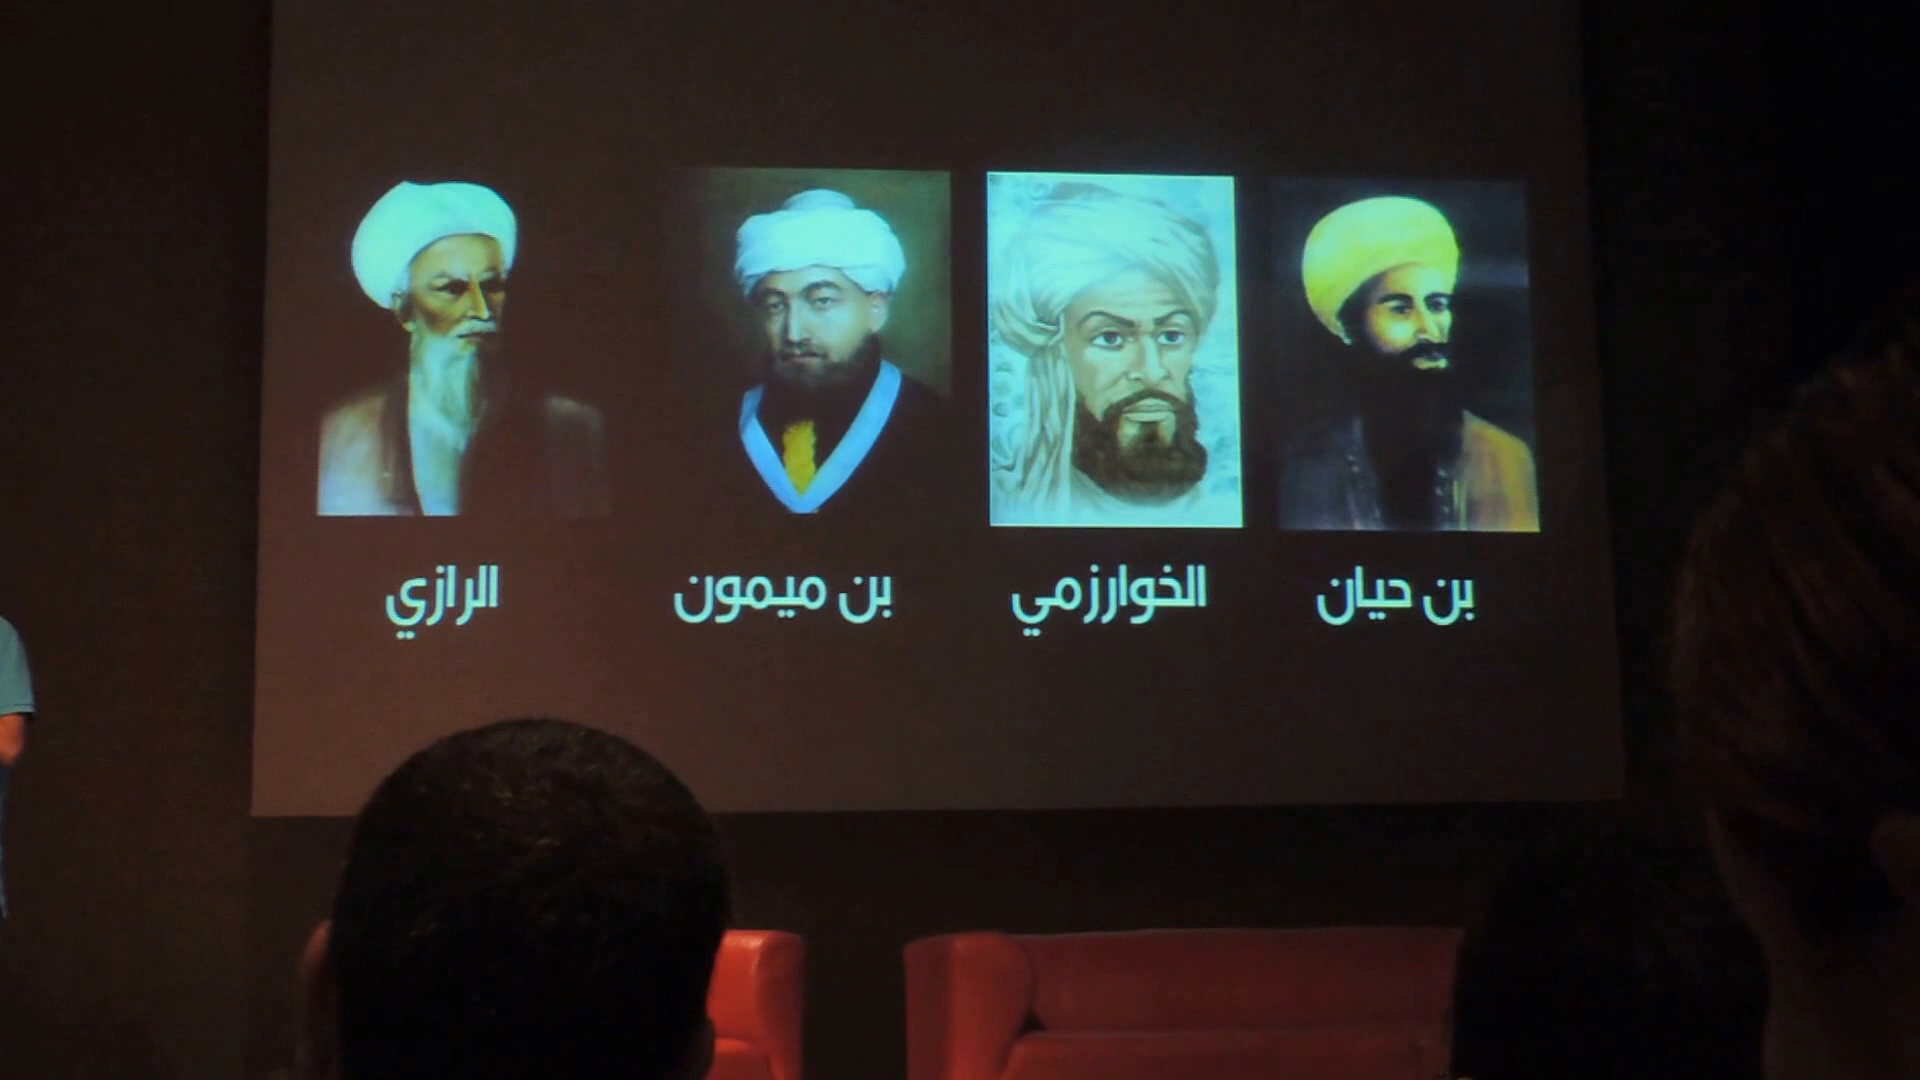 بن حيان
الخوارزمي
بن ميمون
الرازي